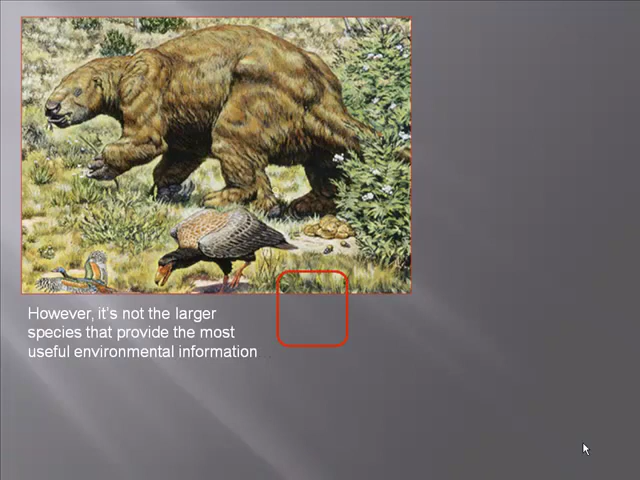 However, it's not the larger
species that provide the most
useful environmental information